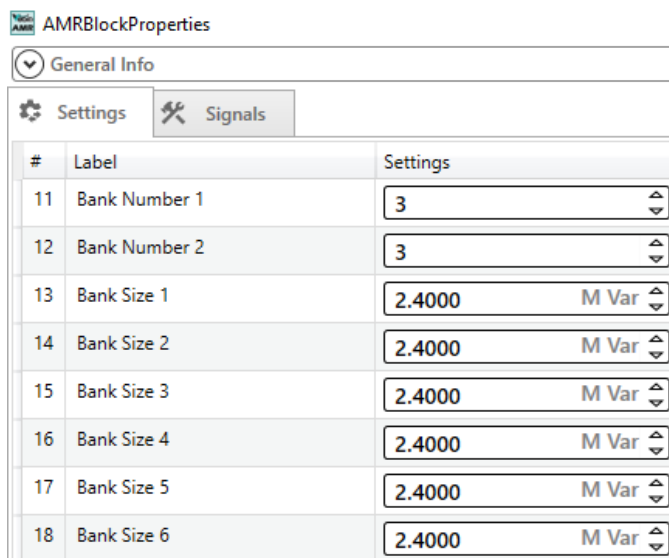 AMRBlockProperties
General Info
Settings Signals
# Label Settings
11 Bank Number 1 3
12 Bank Number 2 3
13 Bank Size 1 2.4000 M Var
14 Bank Size 2 2.4000 M Var
15 Bank Size 3 2.4000 M Var
16 Bank Size 4 2.4000 M Var
17 Bank Size 5 2.4000 M Var
18 Bank Size 6 2.4000 M Var